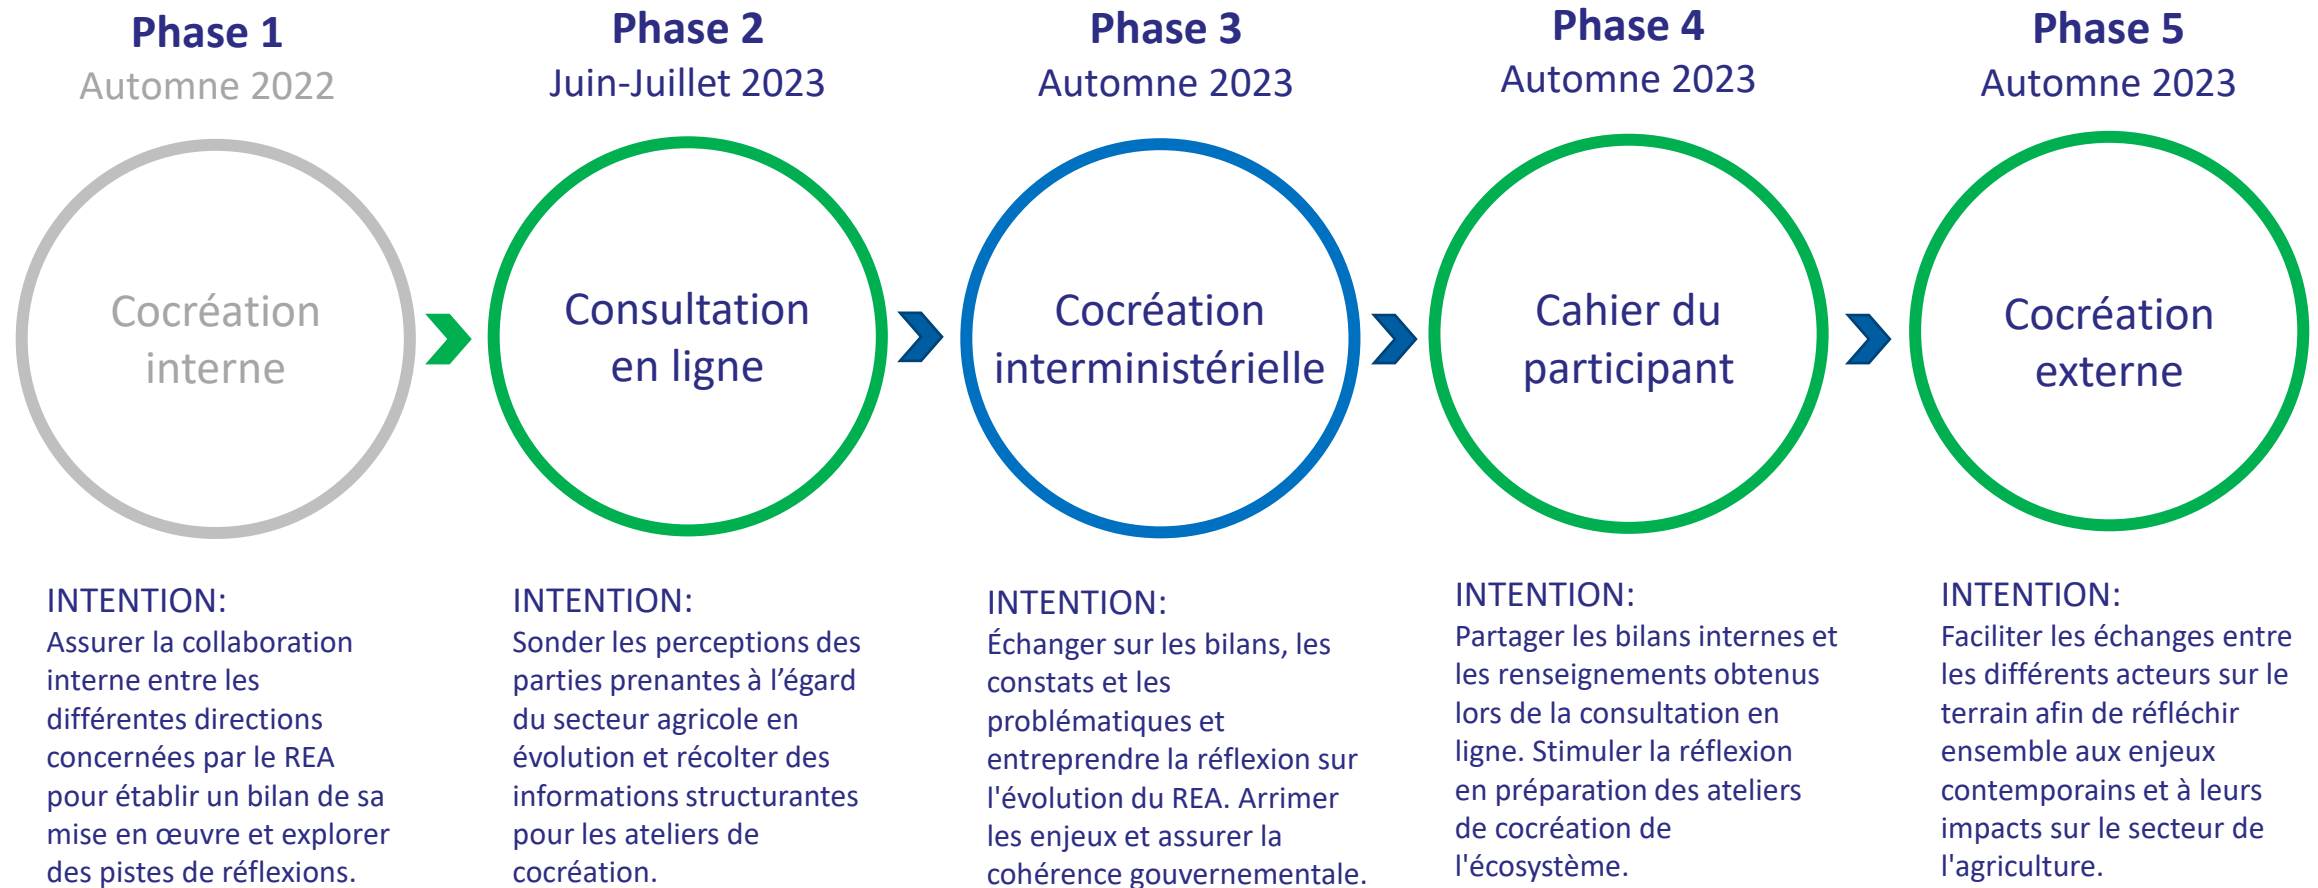 Phase 1
Automne 2022
Cocréation
interne
INTENTION:
Assurer la collaboration
interne entre les
différentes directions
concernées par le REA
pour établir un bilan de sa
mise en œuvre et explorer
des pistes de réflexions.
Phase 2
Juin-Juillet 2023
Consultation
en ligne
INTENTION:
Sonder les perceptions des
parties prenantes à l’égard
du secteur agricole en
évolution et récolter des
informations structurantes
pour les ateliers de
cocréation.
Phase 3
Automne 2023
Cocréation
interministérielle
INTENTION:
Échanger sur les bilans, les
constats et les
problématiques et
entreprendre la réflexion sur
l'évolution du REA. Arrimer
les enjeux et assurer la
cohérence gouvernementale.
Phase 4
Automne 2023
Cahier du
participant
INTENTION:
Partager les bilans internes et
les renseignements obtenus
lors de la consultation en
ligne. Stimuler la réflexion
en préparation des ateliers
de cocréation de
l'écosystème.
Phase 5
Automne 2023
Cocréation
externe
INTENTION:
Faciliter les échanges entre
les différents acteurs sur le
terrain afin de réfléchir
ensemble aux enjeux
contemporains et à leurs
impacts sur le secteur de
l'agriculture.